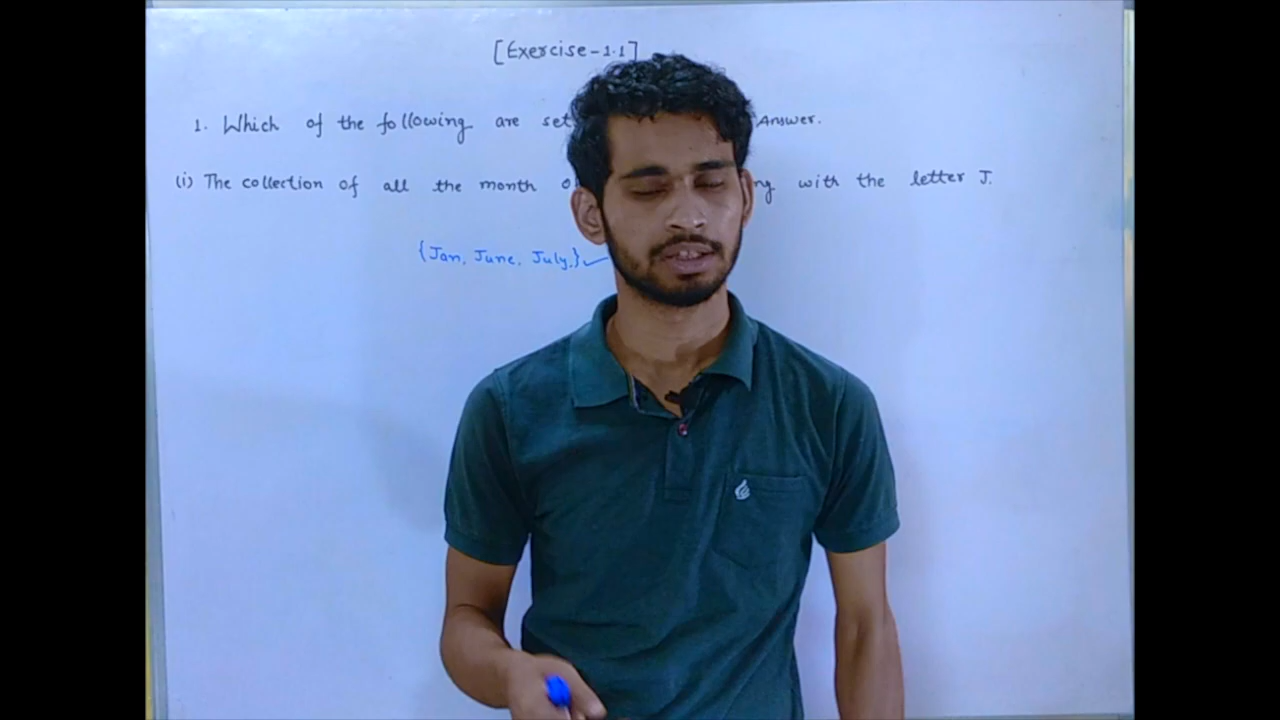 [Exercise-1.1]
1. Which of the following are set Answer.
(i) The collection of all the month with the letter J.
{Jan, June, July,}